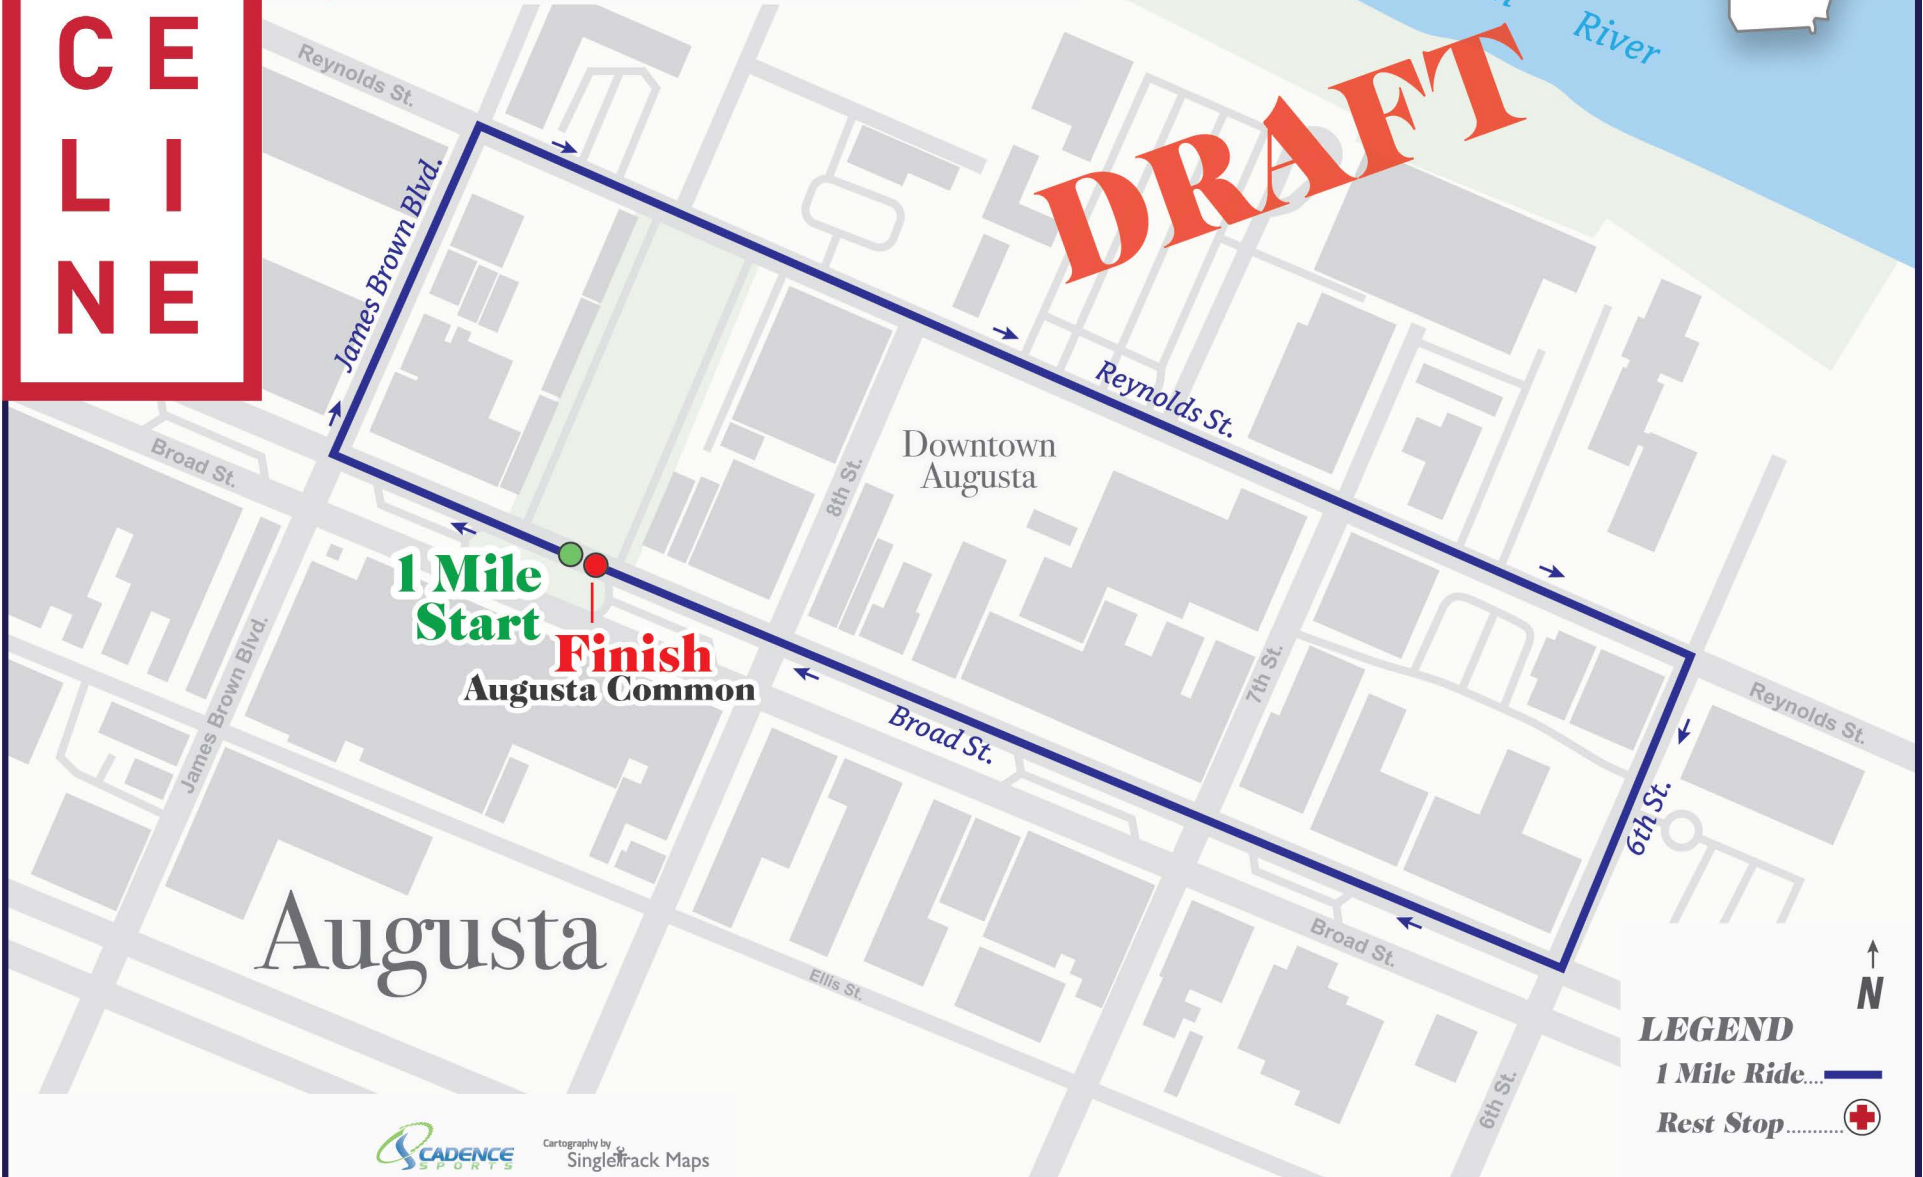 C E
L I
N E
Reynolds St.
River
DRAFT
James Brown Blvd.
Reynolds St.
Downtown
Augusta
Broad St.
8th St.
1 Mile
Start
Finish
Augusta Common
7th St.
Reynolds St.
James Brown Blvd.
Broad St.
6th St.
Augusta
Broad St.
Ellis St.
N
LEGEND
1 Mile Ride....
Rest Stop...........
6th St.
CADENCE
SPORTS
Cartography by
Singletrack Maps